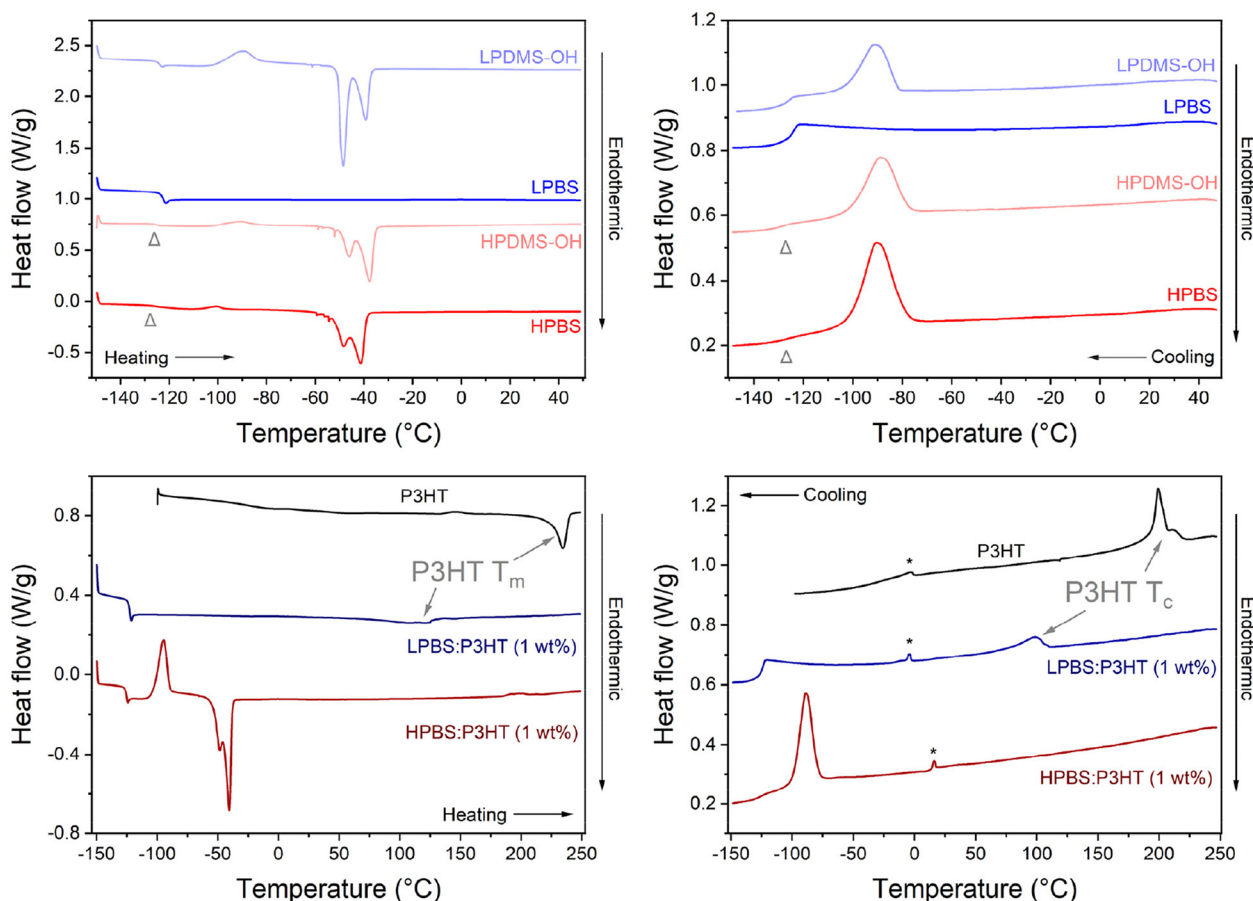 LPDMS-OH
LPBS
HPDMS-OH
Δ
HPBS
Δ
Heating
Endothermic
Heat flow (W/g)
2.5
2.0
1.5
1.0
0.5
0.0
-0.5
-140 -120 -100 -80 -60 -40 -20 0 20 40
Temperature (°C)
LPDMS-OH
LPBS
HPDMS-OH
Δ
HPBS
Δ
Cooling
Endothermic
Heat flow (W/g)
1.2
1.0
0.8
0.6
0.4
0.2
-140 -120 -100 -80 -60 -40 -20 0 20 40
Temperature (°C)
P3HT
P3HT Tm
LPBS:P3HT (1 wt%)
HPBS:P3HT (1 wt%)
Heating
Endothermic
Heat flow (W/g)
0.8
0.4
0.0
-0.4
-0.8
-150 -100 -50 0 50 100 150 200 250
Temperature (°C)
Cooling
P3HT
*
P3HT Tc
*
LPBS:P3HT (1 wt%)
*
HPBS:P3HT (1 wt%)
Endothermic
Heat flow (W/g)
1.2
1.0
0.8
0.6
0.4
0.2
-150 -100 -50 0 50 100 150 200 250
Temperature (°C)